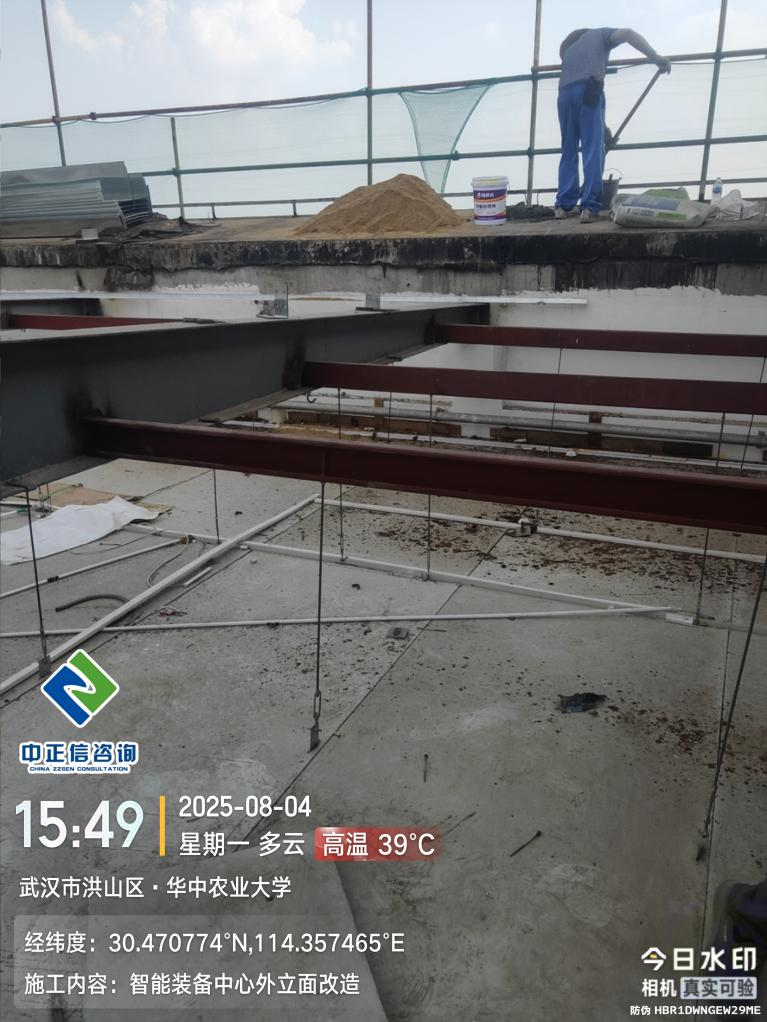 中正信咨询
CHINA ZZGEN CONSULTATION
15:49
2025-08-04
星期一 多云 高温 39°C
武汉市洪山区·华中农业大学
经纬度：30.470774°N,114.357465°E
施工内容：智能装备中心外立面改造
今日水印
相机 真实可验
防伪 HBR1DWNGEW29ME